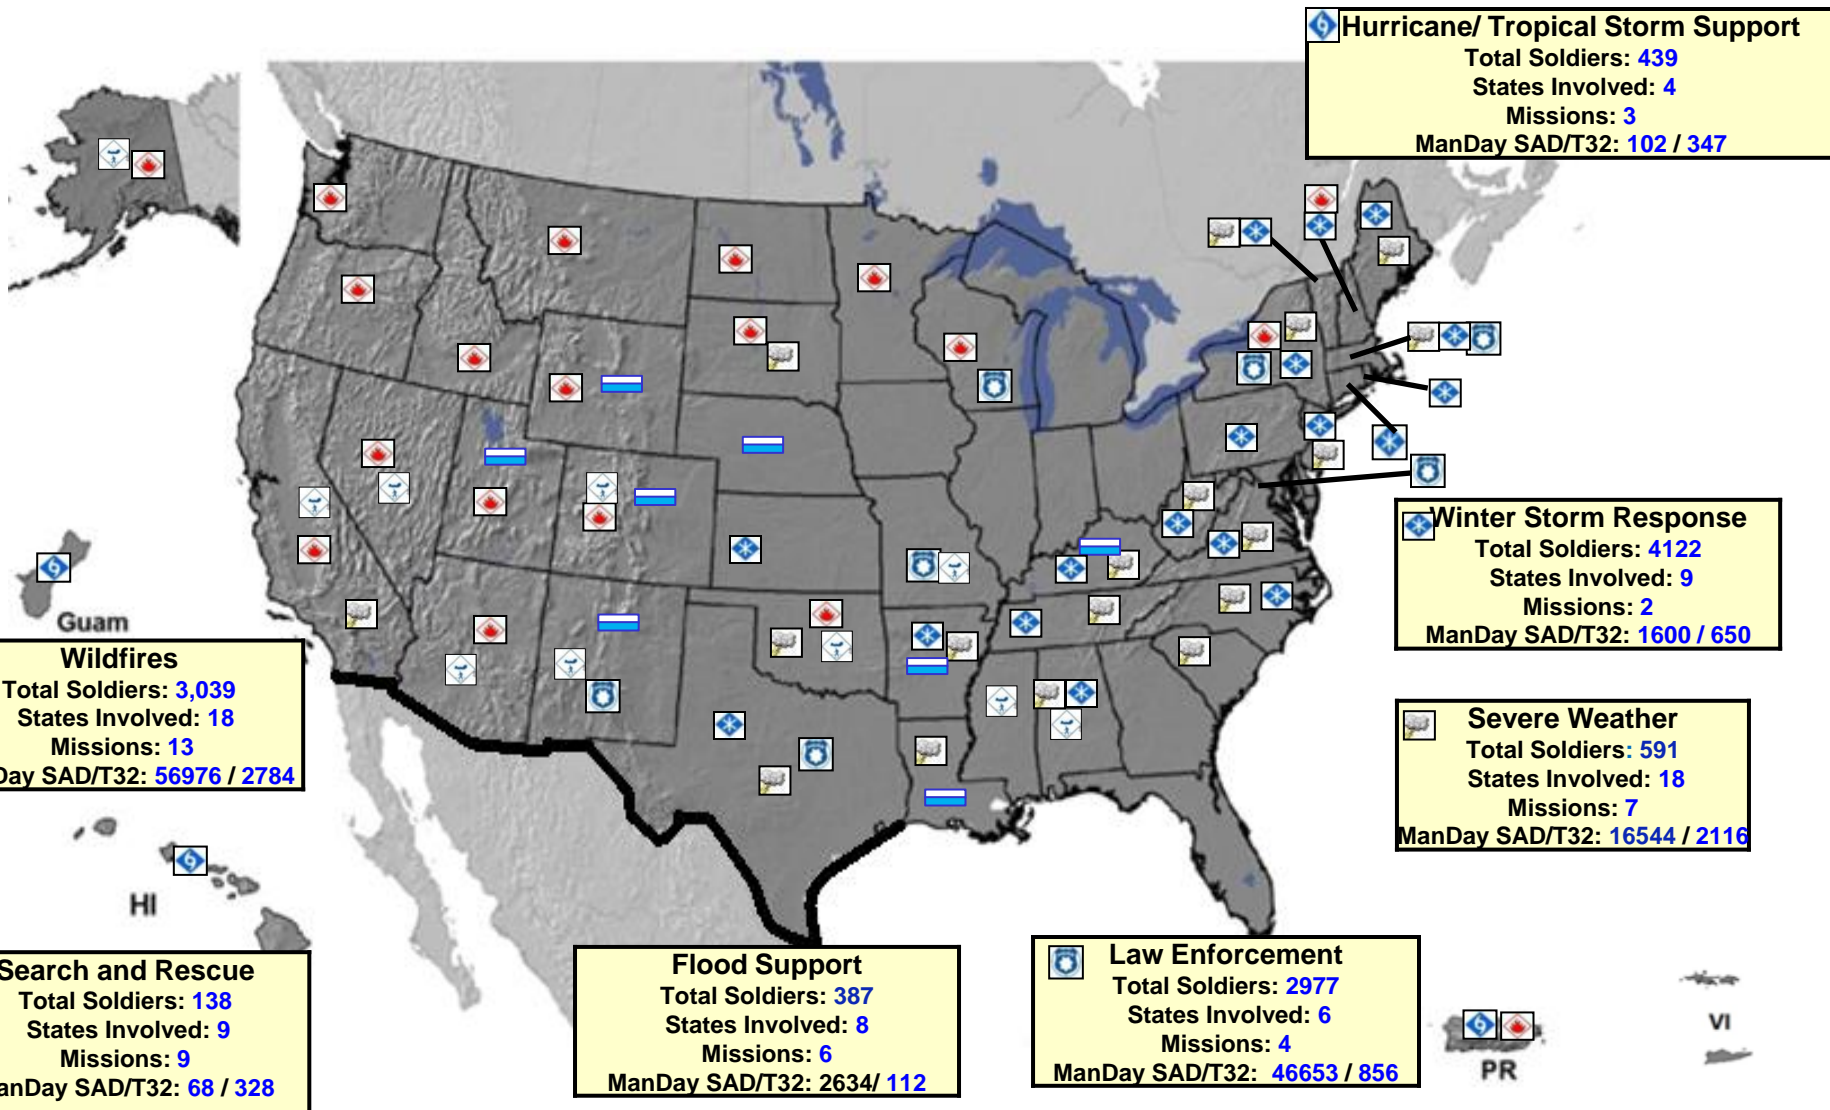 Hurricane/ Tropical Storm Support
Total Soldiers: 439
States Involved: 4
Missions: 3
ManDay SAD/T32: 102 / 347
Winter Storm Response
Total Soldiers: 4122
States Involved: 9
Missions: 2
ManDay SAD/T32: 1600 / 650
Guam
Wildfires
Total Soldiers: 3,039
States Involved: 18
Missions: 13
Day SAD/T32: 56976 / 2784
Severe Weather
Total Soldiers: 591
States Involved: 18
Missions: 7
ManDay SAD/T32: 16544 / 2116
HI
Search and Rescue
Total Soldiers: 138
States Involved: 9
Missions: 9
anDay SAD/T32: 68 / 328
Flood Support
Total Soldiers: 387
States Involved: 8
Missions: 6
ManDay SAD/T32: 2634/ 112
Law Enforcement
Total Soldiers: 2977
States Involved: 6
Missions: 4
ManDay SAD/T32: 46653 / 856
PR
VI